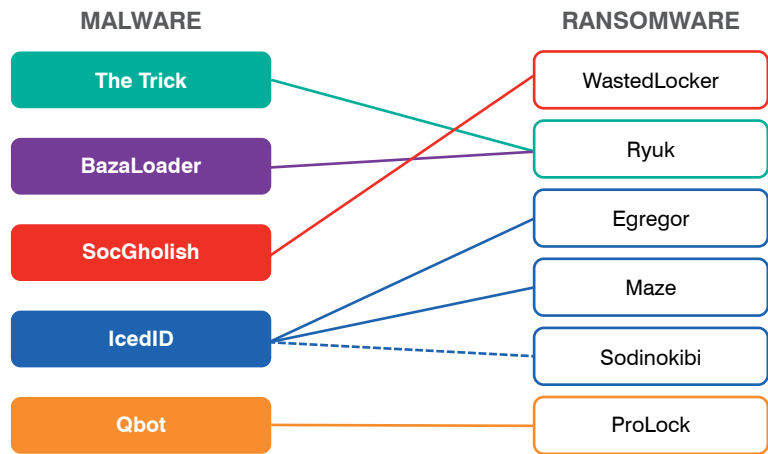 MALWARE
RANSOMWARE
The Trick
WastedLocker
BazaLoader
Ryuk
SocGholish
Egregor
IcedID
Maze
Sodinokibi
Qbot
ProLock